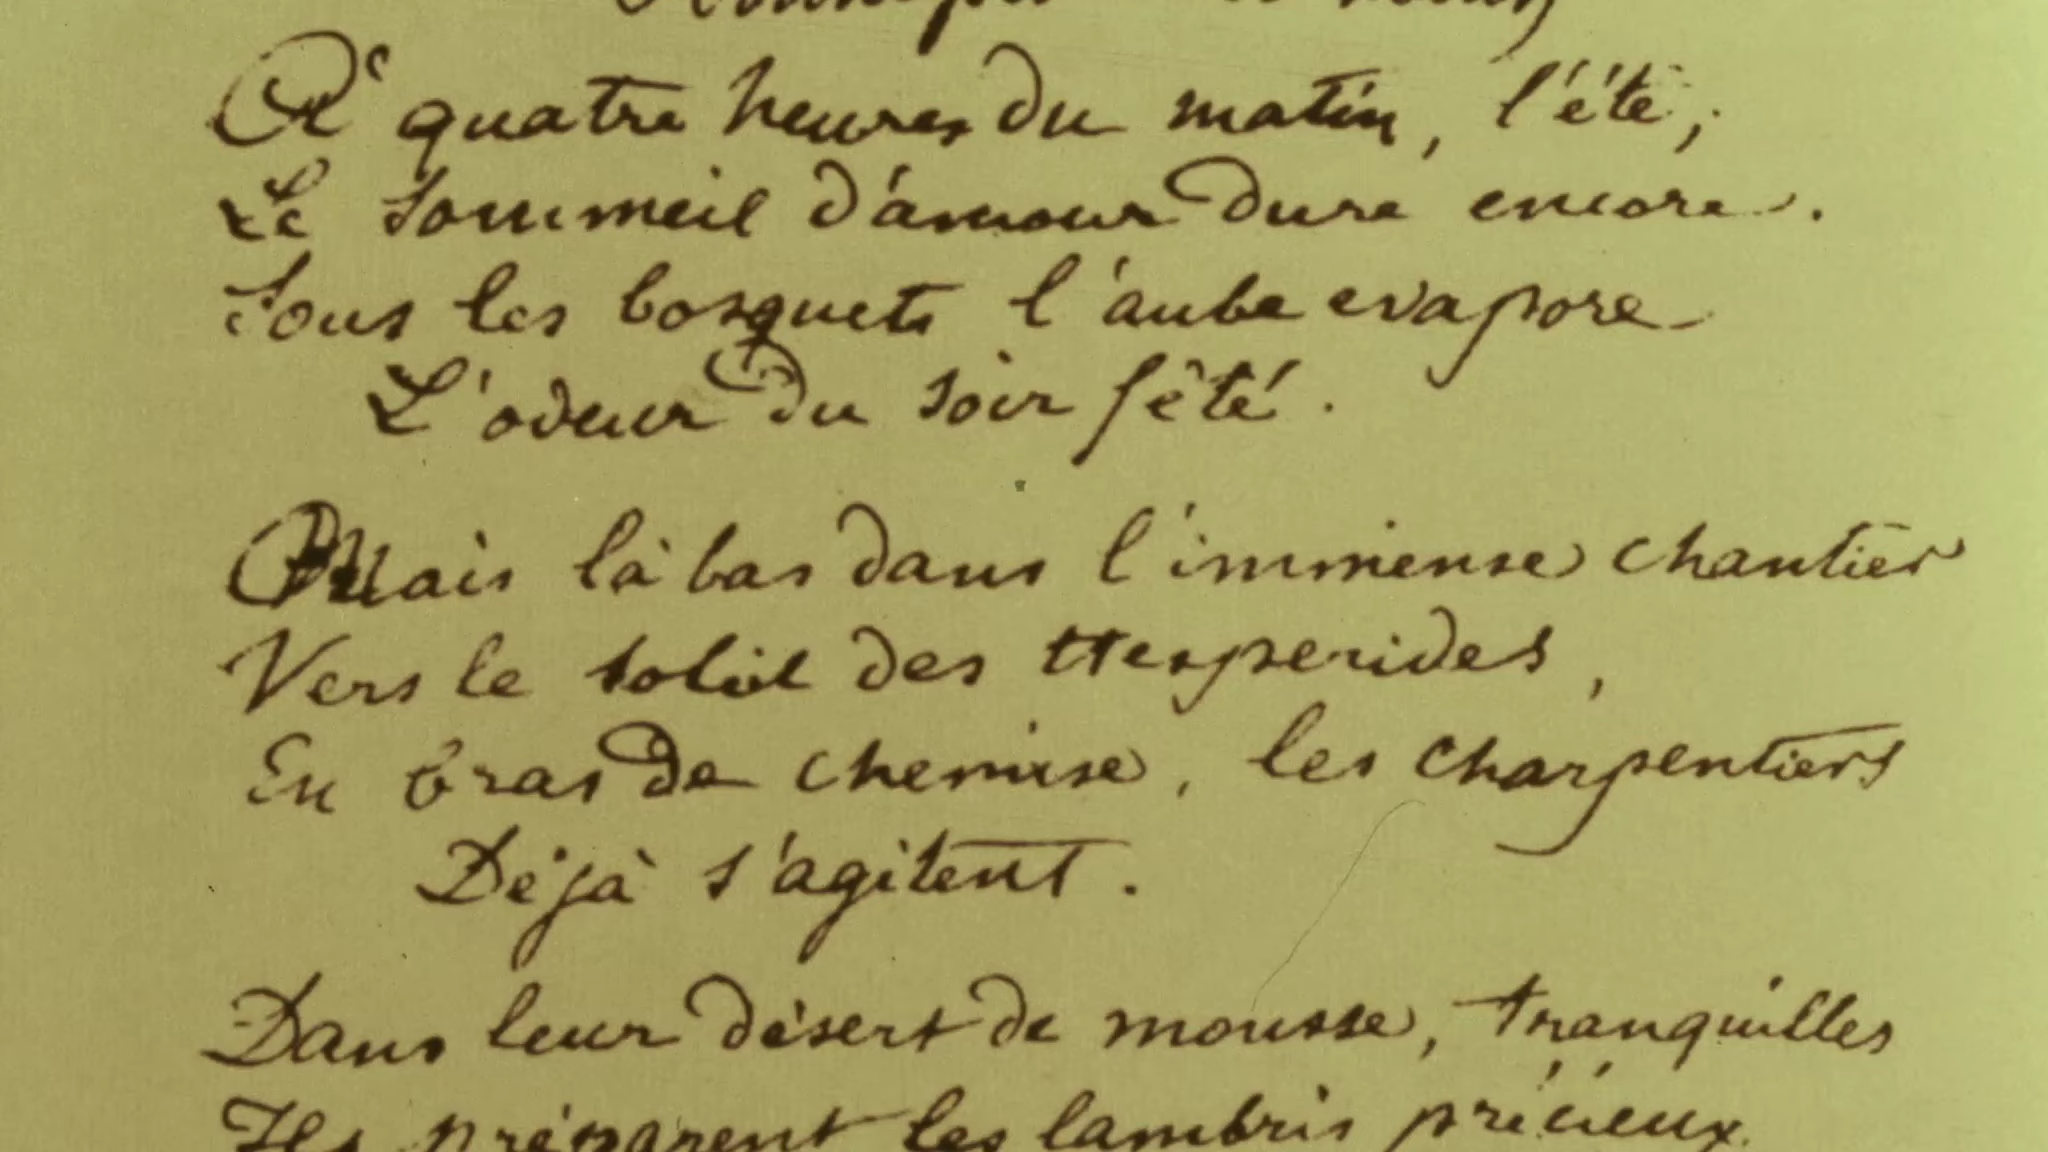 A quatre heures du matin, l'été,
Le sommeil d'amour dure encore.
Sous les bosquets l'aube evapore
L'odeur du soir fêté.
Mais là bas dans l'immense chantier
Vers le soleil des Hesperides,
En bras de chemise, les charpentiers
Déjà s'agitent.
Dans leur désert de mousse, tranquilles
Ils préparent les lambris précieux